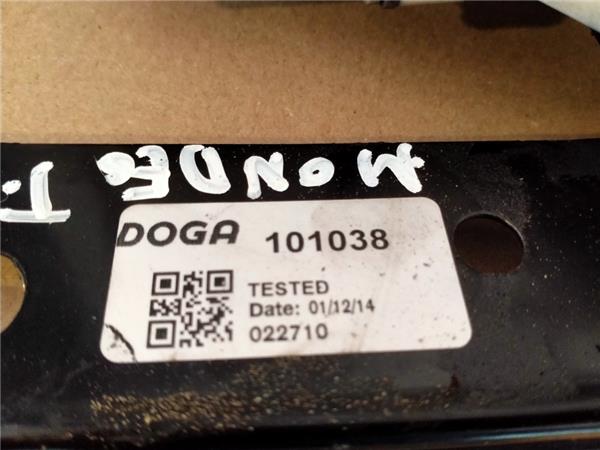 MONDEO
DOGA 101038
TESTED
Date: 01/12/14
022710